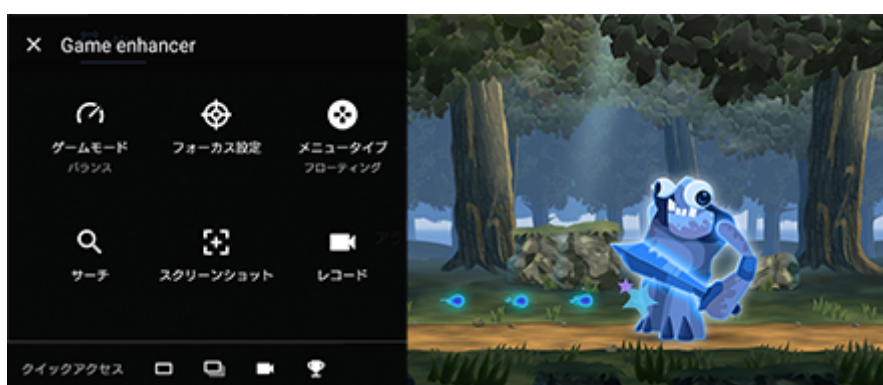 Game enhancer
ゲームモード
バランス
フォーカス設定
メニュータイプ
フローティング
サーチ
スクリーンショット
レコード
クイックアクセス